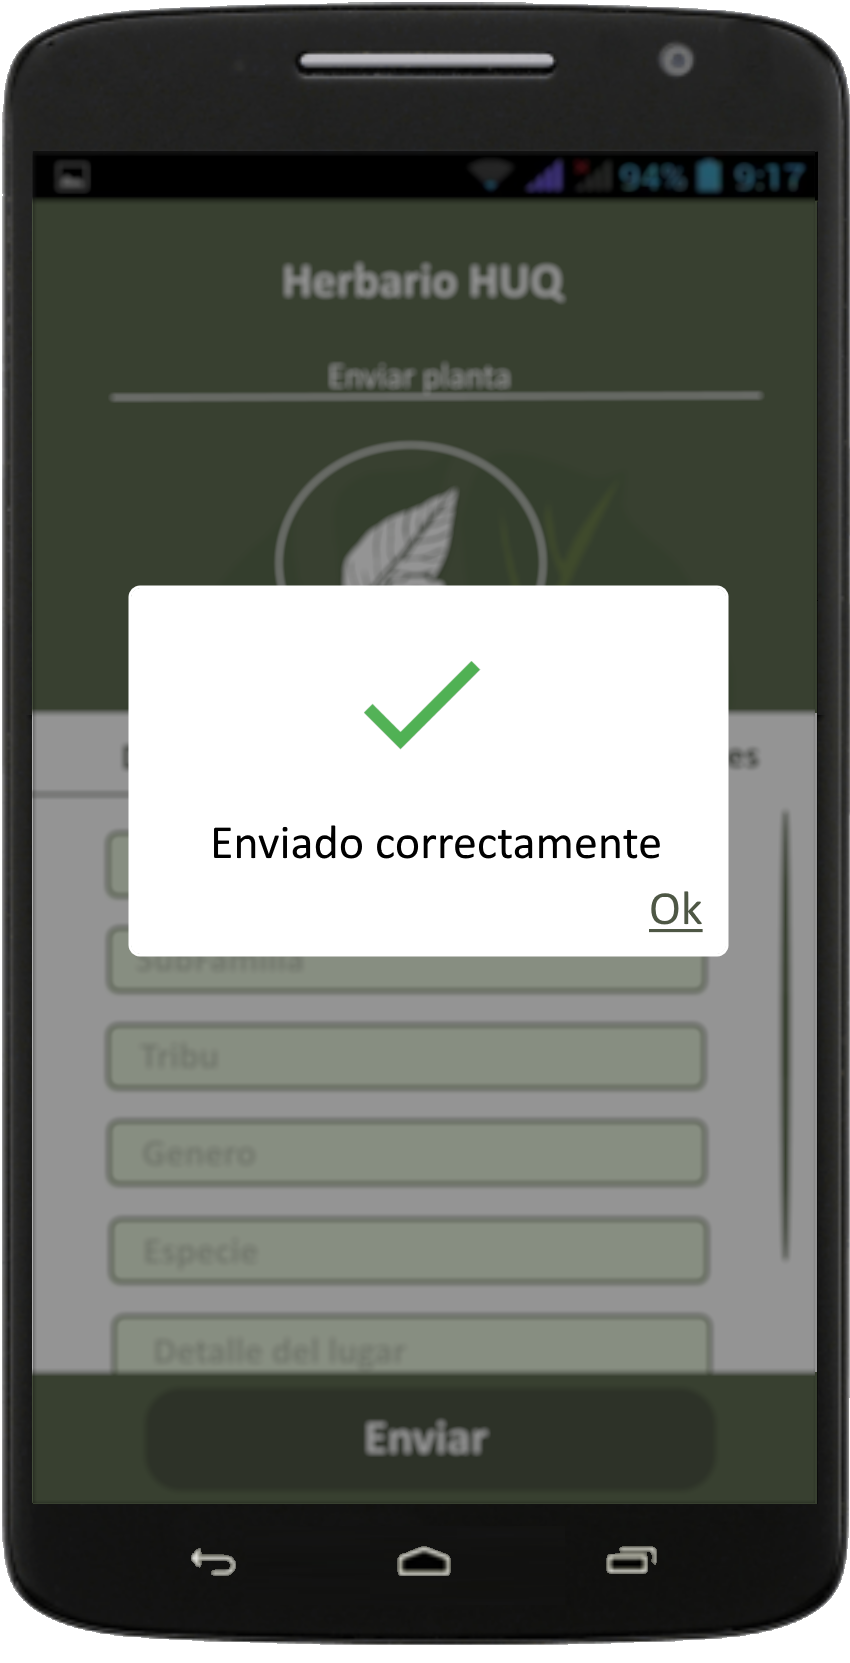 94% 9:17
Herbario HUQ
Enviar planta
Enviado correctamente
Ok
SubFamilia
Tribu
Genero
Especie
Detalle del lugar
Enviar